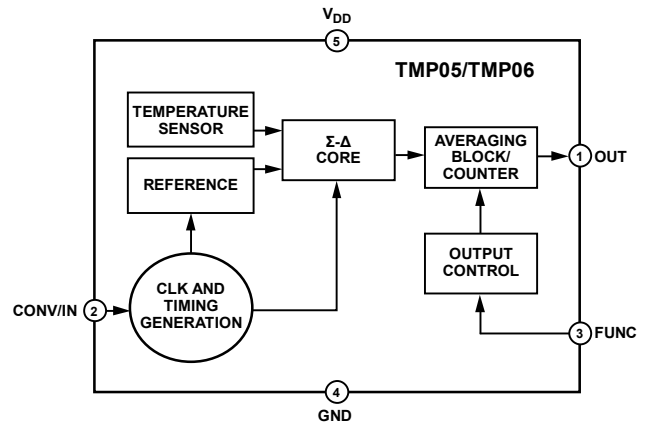 VDD
5
TMP05/TMP06
TEMPERATURE
SENSOR
Σ-Δ
CORE
AVERAGING
BLOCK/
COUNTER
1 OUT
REFERENCE
OUTPUT
CONTROL
CLK AND
TIMING
GENERATION
CONV/IN 2
3 FUNC
4
GND